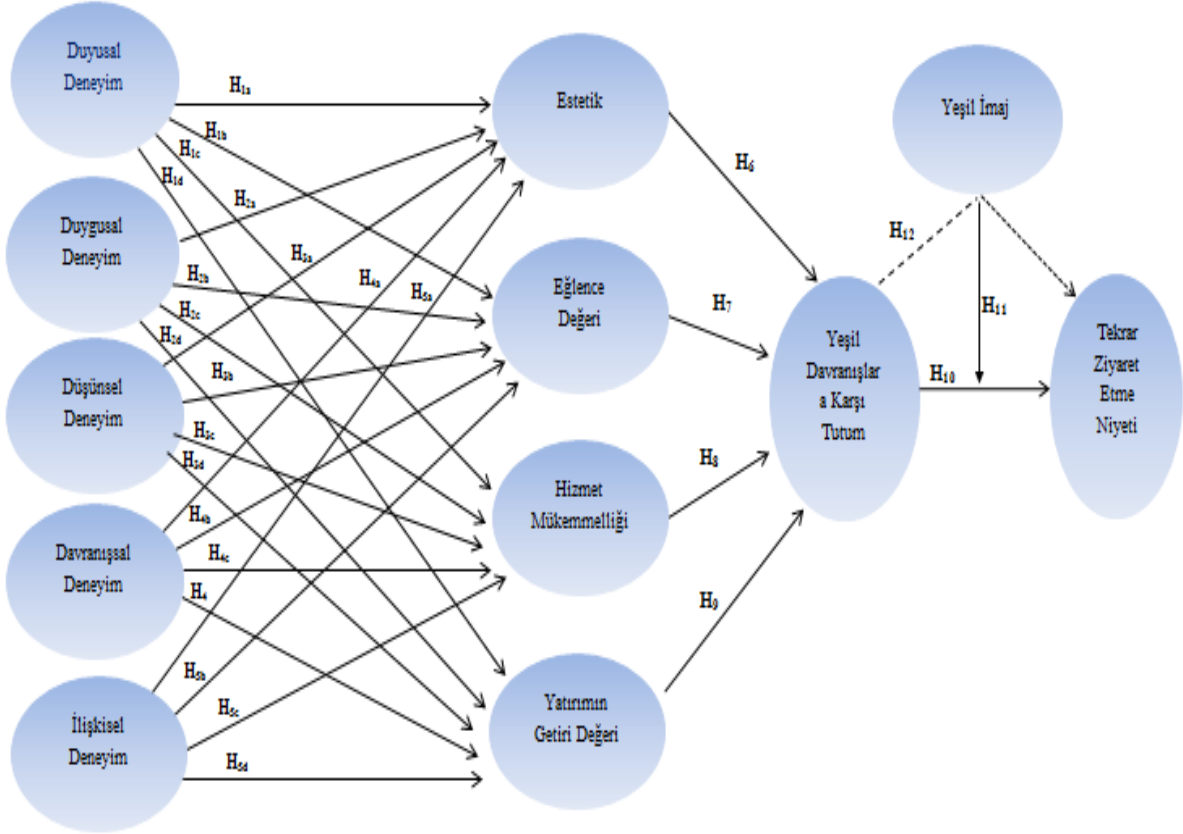 Duyusal
Deneyim
Duygusal
Deneyim
Düşünsel
Deneyim
Davranışsal
Deneyim
İlişkisel
Deneyim
H1a
H1b
H1c
H1d
H2a
H2b
H2c
H2d
H3a
H3b
H3c
H3d
H4a
H4b
H4c
H4
H5a
H5b
H5c
H5d
Estetik
Eğlence
Değeri
Hizmet
Mükemmelliği
Yatırımın
Getiri Değeri
H6
H7
H8
H9
Yeşil
Davranışlar
a Karşı
Tutum
Yeşil İmaj
H12
H11
H10
Tekrar
Ziyaret
Etme
Niyeti